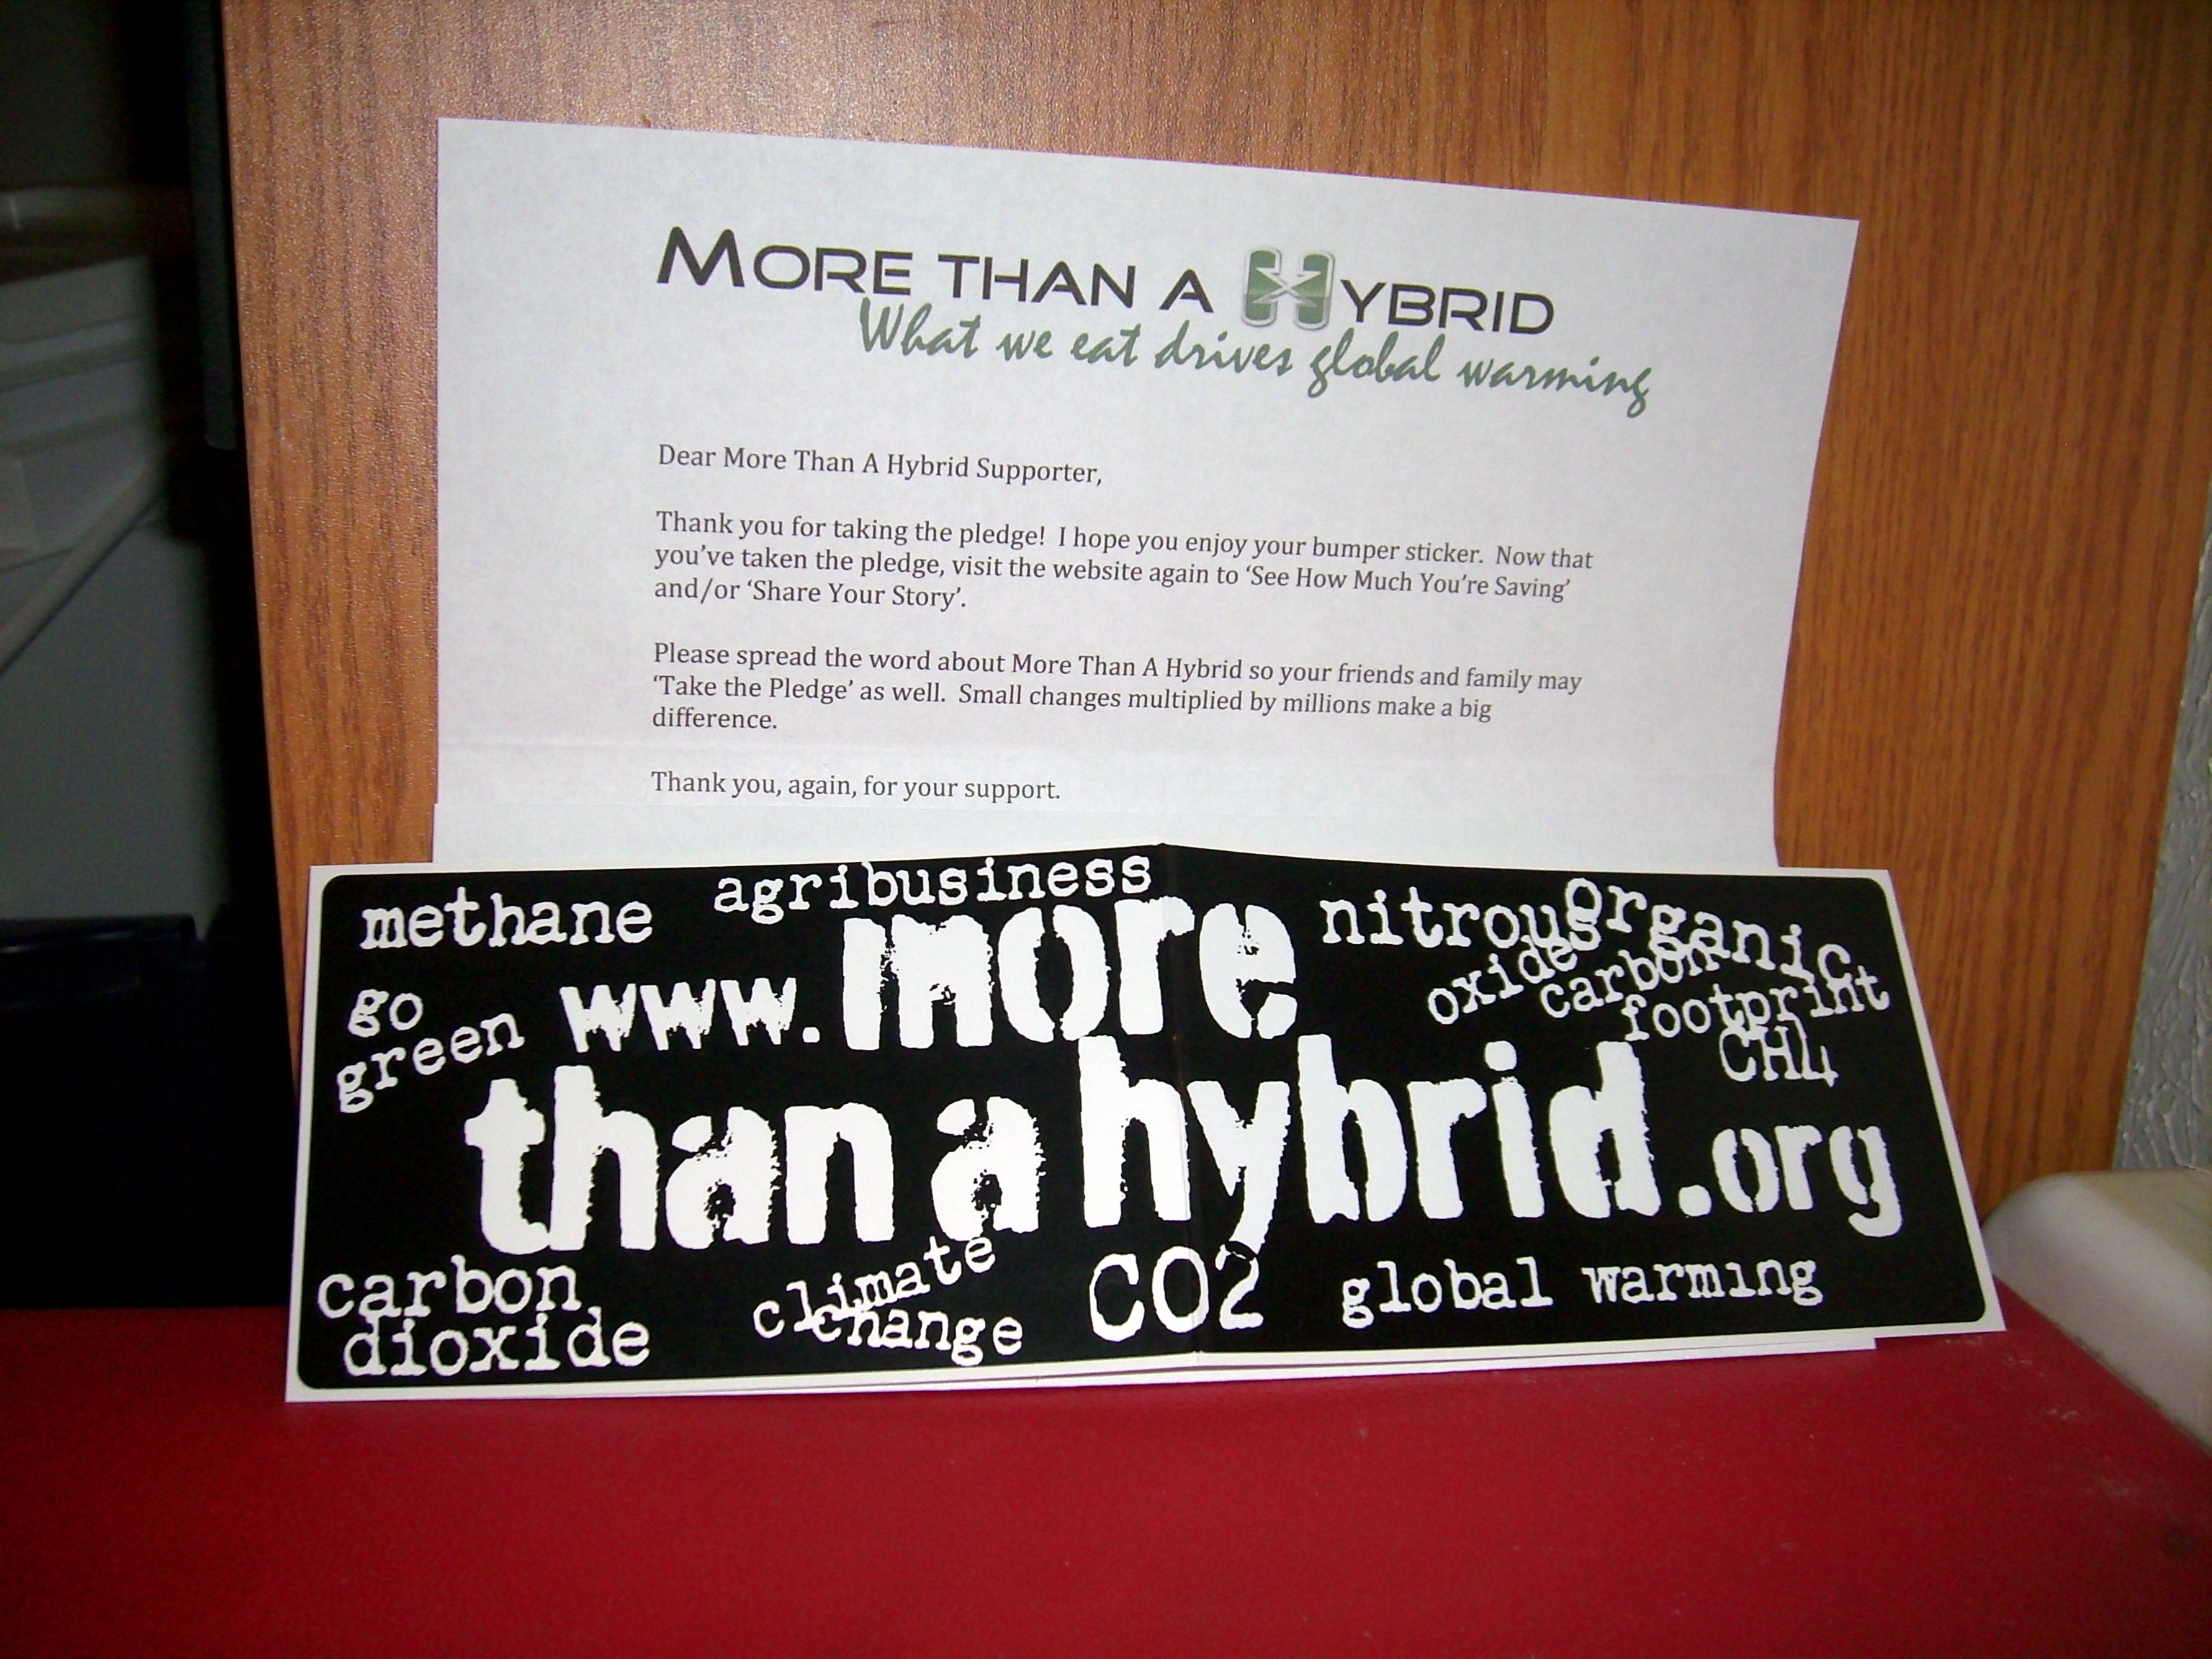 MORE THAN A HYBRID
What we eat drives global warming
Dear More Than A Hybrid Supporter,
Thank you for taking the pledge!  I hope you enjoy your bumper sticker.  Now that
you've taken the pledge, visit the website again to 'See How Much You're Saving'
and/or 'Share Your Story'.
Please spread the word about More Than A Hybrid so your friends and family may
'Take the Pledge' as well.  Small changes multiplied by millions make a big
difference.
Thank you, again, for your support.
methane
agribusiness
nitrous
oxide
organic
carbon
footprint
CH4
go
green
www.more
than a hybrid.org
carbon
dioxide
climate
change
CO2
global warming